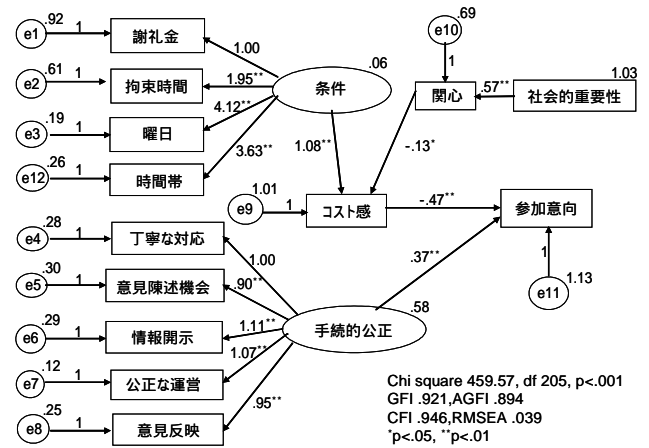 .92
e1 1 謝礼金
.61
e2 1 拘束時間
.19
e3 1 曜日
.26
e12 1 時間帯
1.00
1.95**
4.12**
3.63**
条件 .06
.69
e10
1
関心
.57**
社会的重要性 1.03
1.08**
-.13*
1.01
e9 1 コスト感
-.47**
参加意向
.37**
1
e11 1.13
.28
e4 1 丁寧な対応
.30
e5 1 意見陳述機会
.29
e6 1 情報開示
.12
e7 1 公正な運営
.25
e8 1 意見反映
1.00
.90**
1.11**
1.07**
.95**
手続的公正 .58
Chi square 459.57, df 205, p<.001
GFI .921,AGFI .894
CFI .946,RMSEA .039
*p<.05, **p<.01